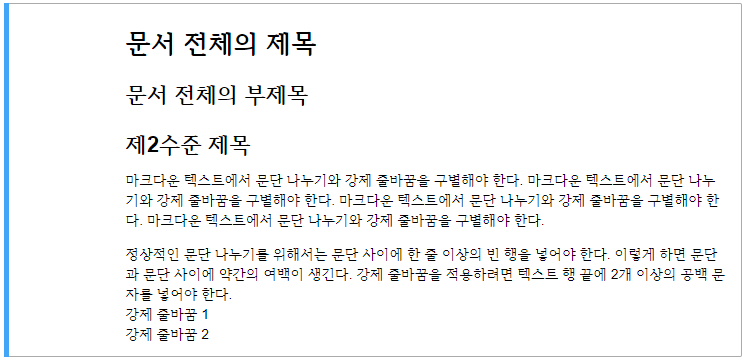 문서 전체의 제목
문서 전체의 부제목
제2수준 제목
마크다운 텍스트에서 문단 나누기와 강제 줄바꿈을 구별해야 한다. 마크다운 텍스트에서 문단 나누
기와 강제 줄바꿈을 구별해야 한다. 마크다운 텍스트에서 문단 나누기와 강제 줄바꿈을 구별해야 한
다. 마크다운 텍스트에서 문단 나누기와 강제 줄바꿈을 구별해야 한다.
정상적인 문단 나누기를 위해서는 문단 사이에 한 줄 이상의 빈 행을 넣어야 한다. 이렇게 하면 문단
과 문단 사이에 약간의 여백이 생긴다. 강제 줄바꿈을 적용하려면 텍스트 행 끝에 2개 이상의 공백 문
자를 넣어야 한다.
강제 줄바꿈 1
강제 줄바꿈 2